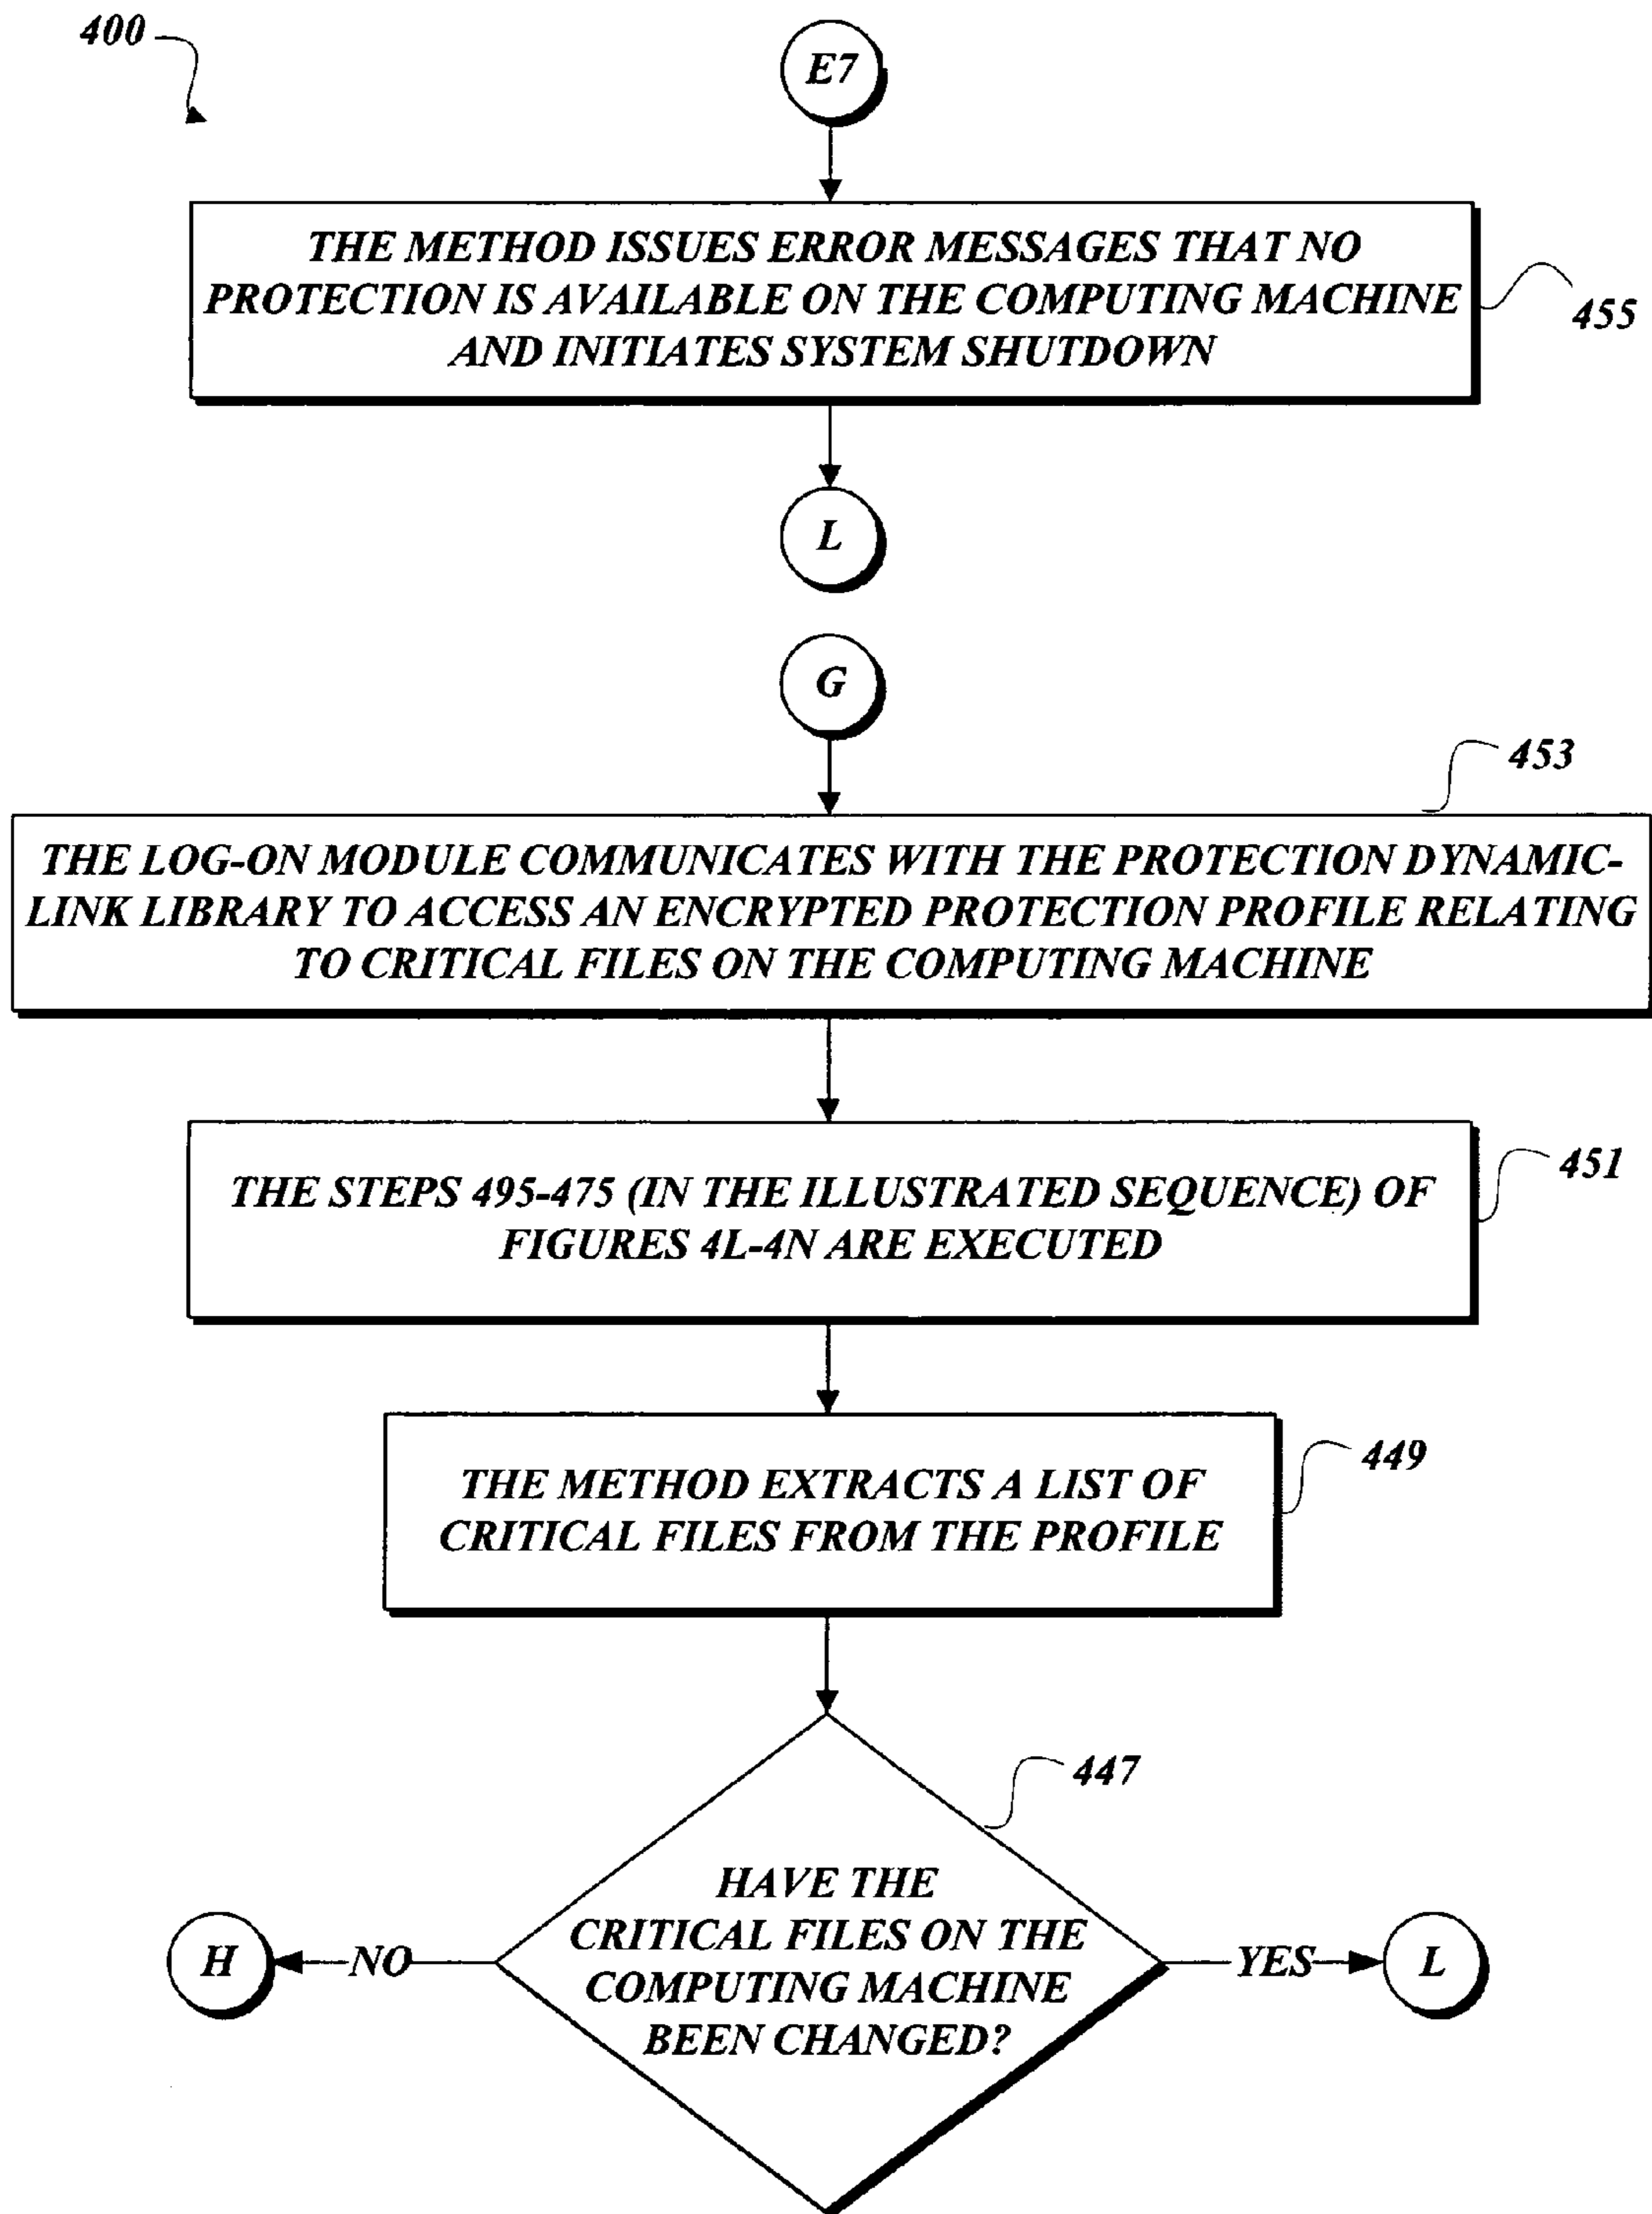 400
E7
THE METHOD ISSUES ERROR MESSAGES THAT NO
PROTECTION IS AVAILABLE ON THE COMPUTING MACHINE
AND INITIATES SYSTEM SHUTDOWN
455
L
G
453
THE LOG-ON MODULE COMMUNICATES WITH THE PROTECTION DYNAMIC-
LINK LIBRARY TO ACCESS AN ENCRYPTED PROTECTION PROFILE RELATING
TO CRITICAL FILES ON THE COMPUTING MACHINE
451
THE STEPS 495-475 (IN THE ILLUSTRATED SEQUENCE) OF
FIGURES 4L-4N ARE EXECUTED
449
THE METHOD EXTRACTS A LIST OF
CRITICAL FILES FROM THE PROFILE
447
HAVE THE
CRITICAL FILES ON THE
COMPUTING MACHINE
BEEN CHANGED?
H
NO
YES
L